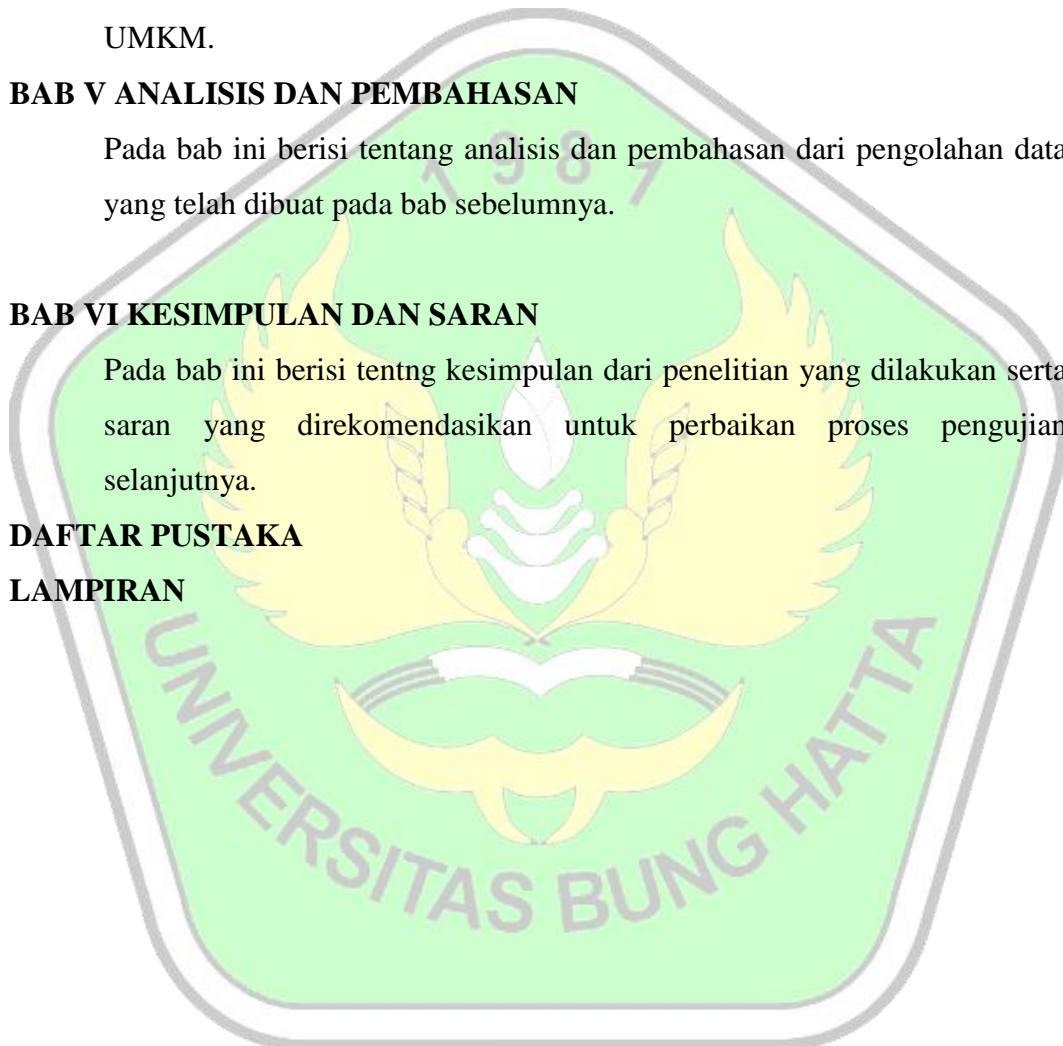 UMKM.
BAB V ANALISIS DAN PEMBAHASAN
Pada bab ini berisi tentang analisis dan pembahasan dari pengolahan data
yang telah dibuat pada bab sebelumnya.
BAB VI KESIMPULAN DAN SARAN
Pada bab ini berisi tentng kesimpulan dari penelitian yang dilakukan serta
saran yang direkomendasikan untuk perbaikan proses pengujian
selanjutnya.
DAFTAR PUSTAKA
LAMPIRAN
1981
UNIVERSITAS BUNG HATTA